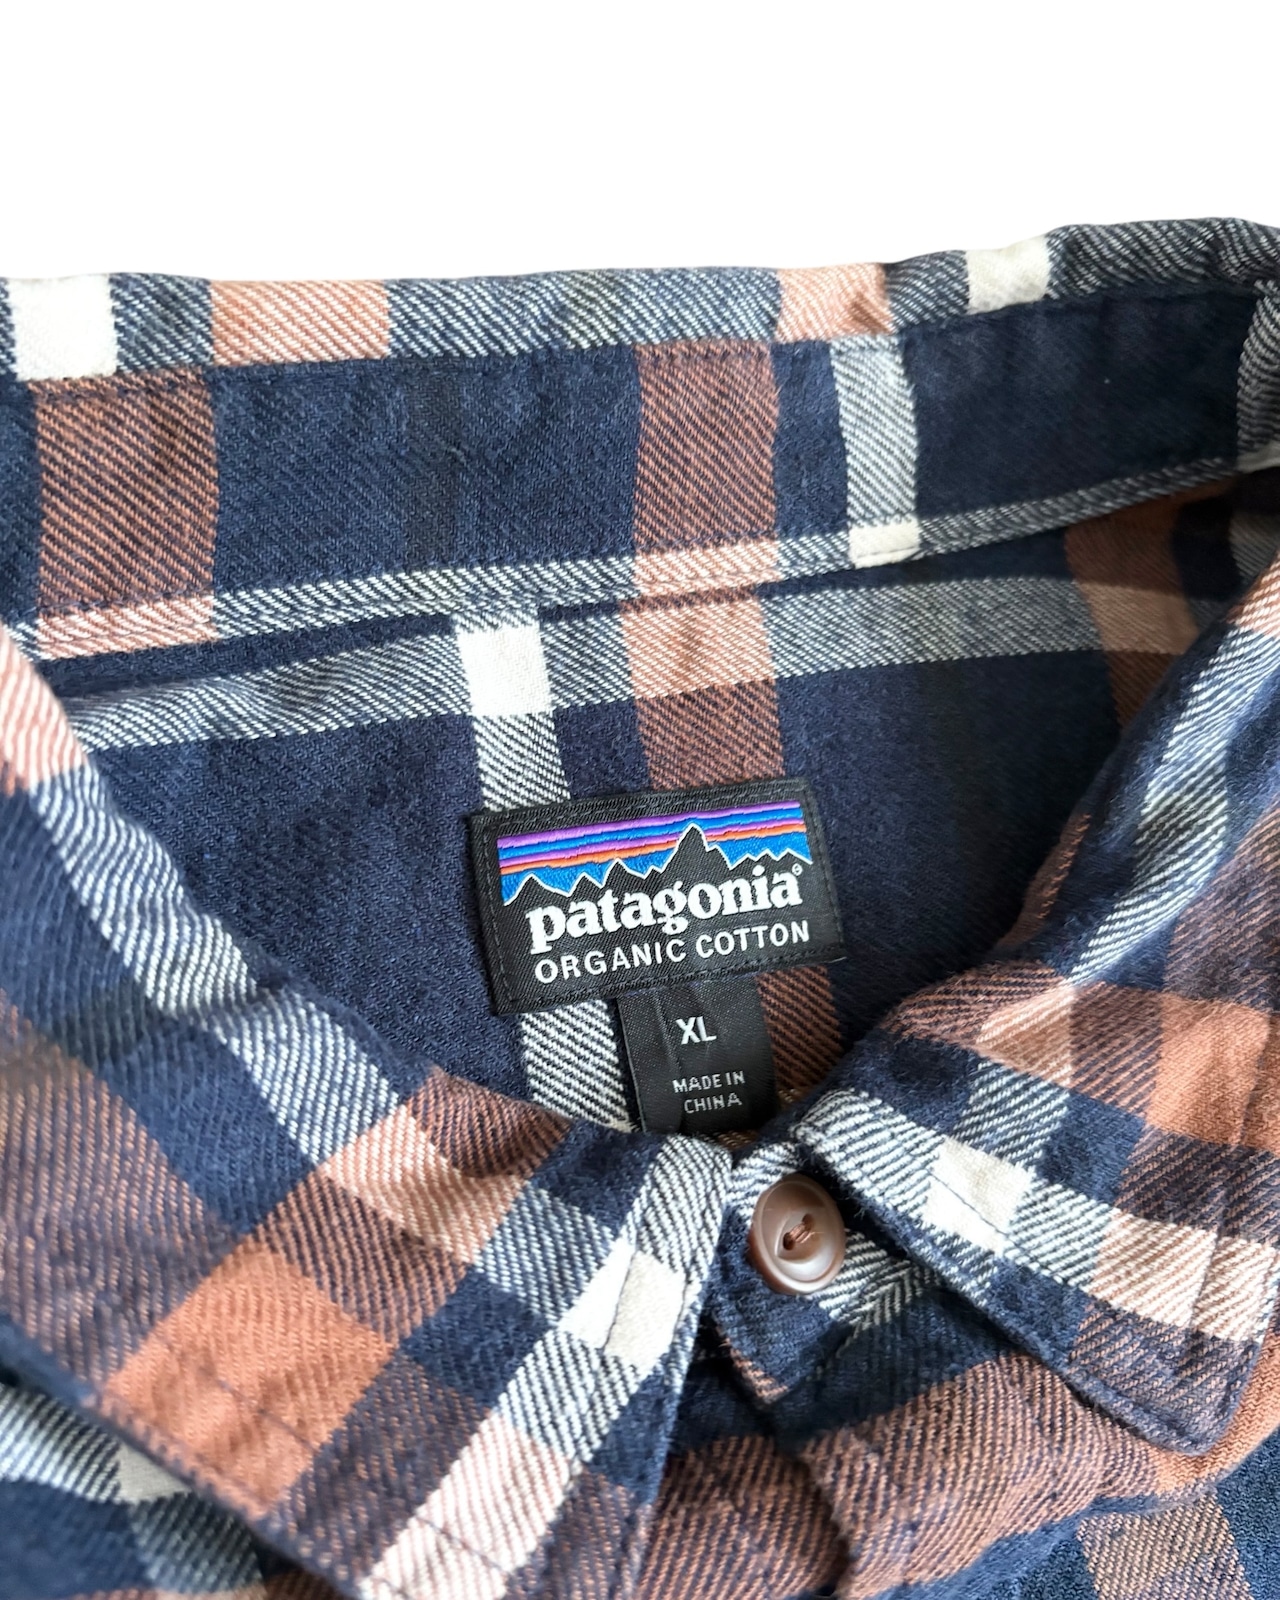 patagonia®
ORGANIC COTTON
XL
MADE IN
CHINA